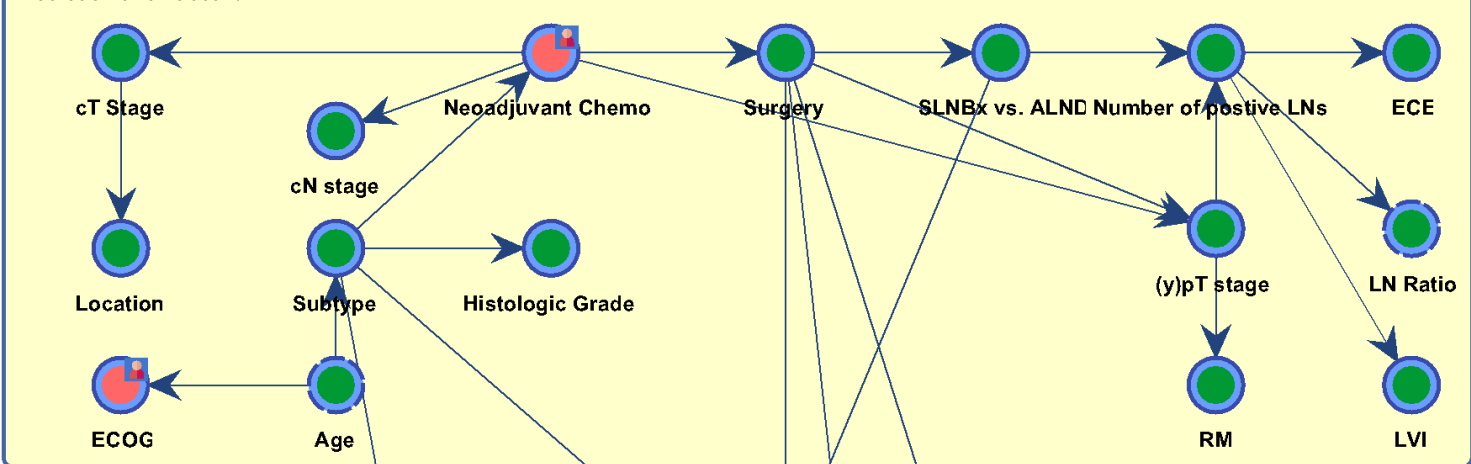 cT Stage
Neoadjuvant Chemo
Surgery
SLNBx vs. ALND
Number of postive LNs
ECE
cN stage
Location
Subtype
Histologic Grade
(y)pT stage
LN Ratio
ECOG
Age
RM
LVI